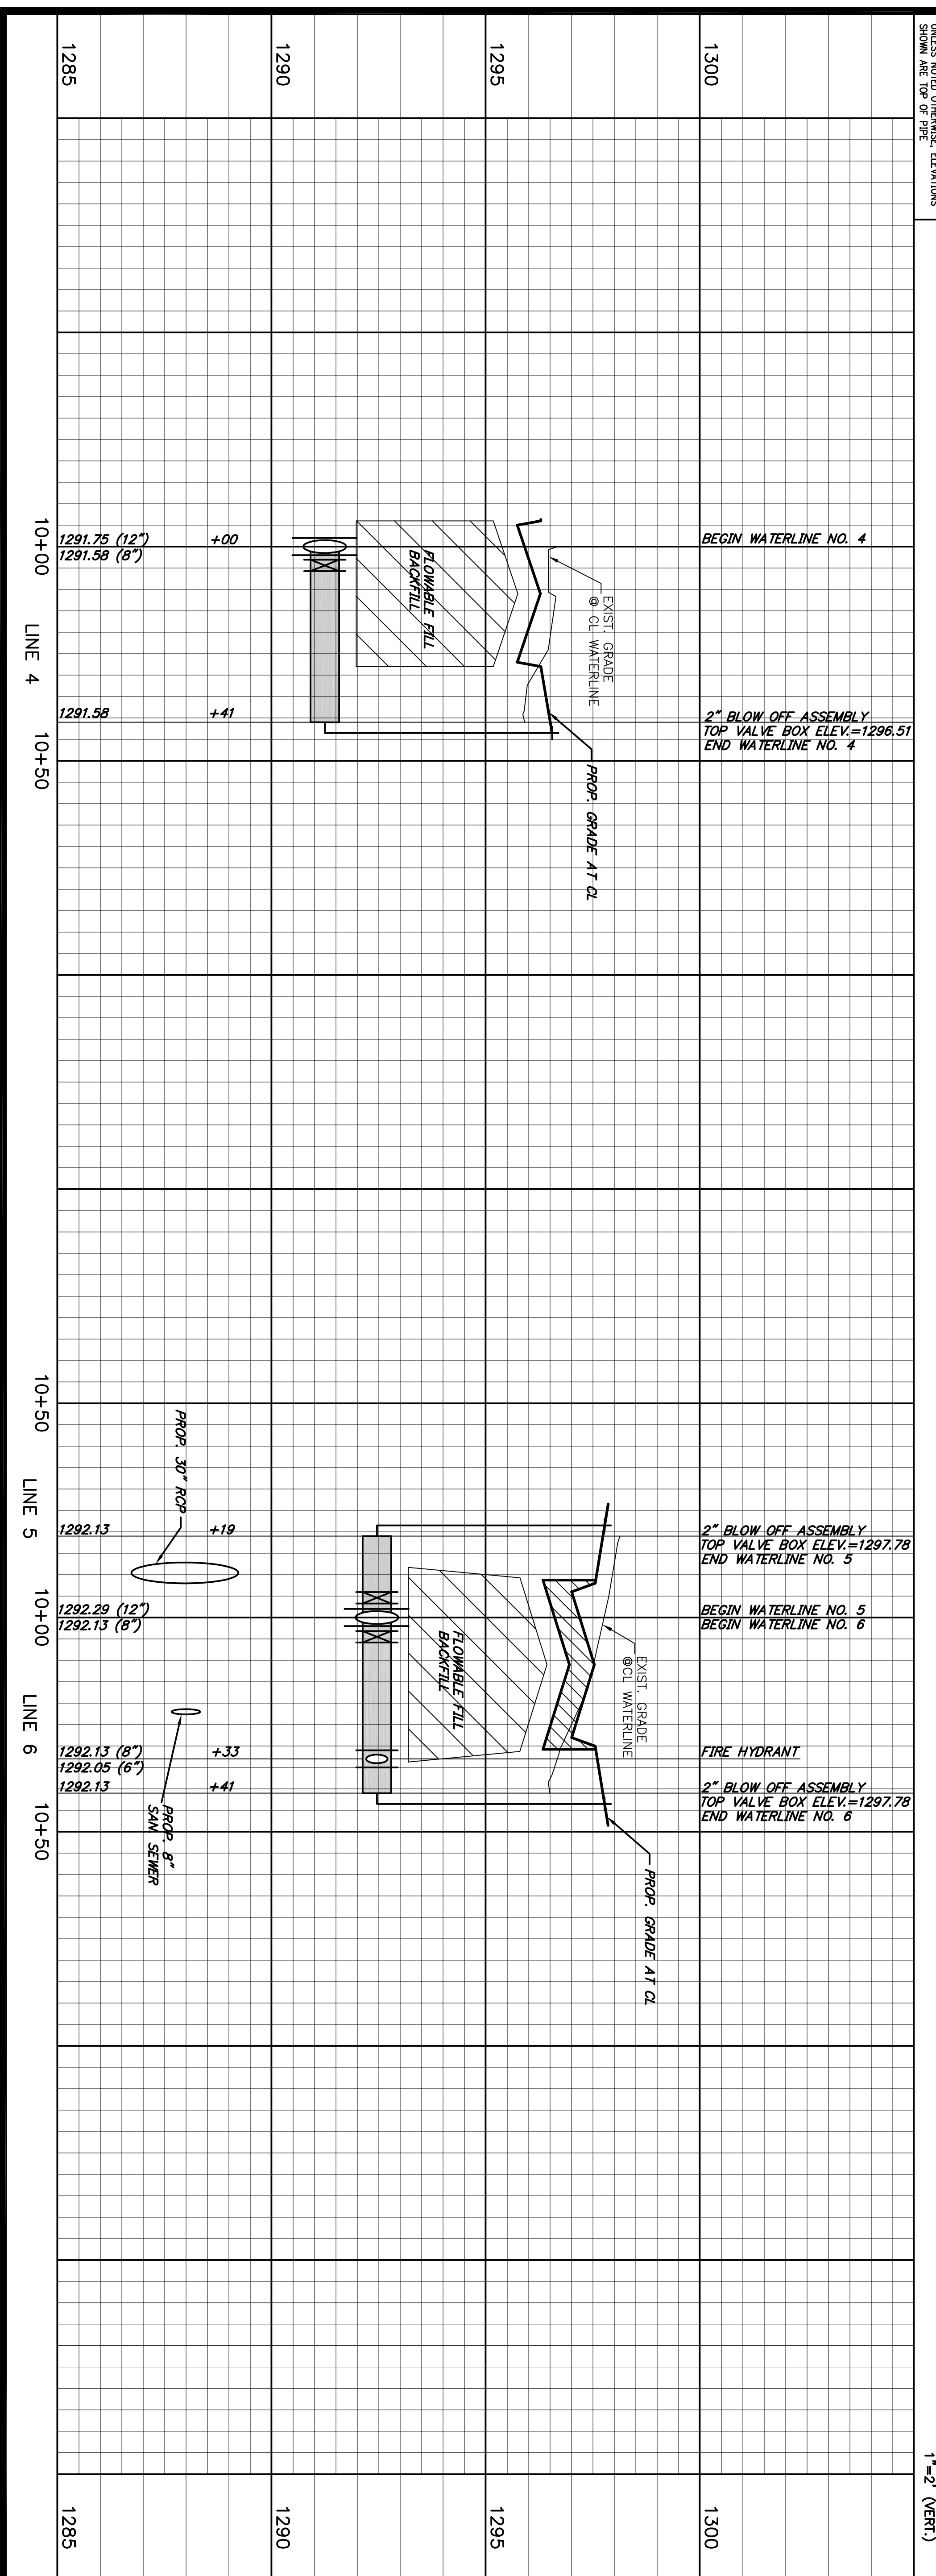 UNLESS NOTED OTHERWISE, ELEVATIONS
SHOWN ARE TOP OF PIPE
1"=2' (VERT.)
1300
1295
1290
1285
BEGIN WATERLINE NO. 4
2" BLOW OFF ASSEMBLY
TOP VALVE BOX ELEV.=1296.51
END WATERLINE NO. 4
EXIST. GRADE
@ CL WATERLINE
PROP. GRADE AT CL
FLOWABLE FILL
BACKFILL
+00
1291.75 (12")
1291.58 (8")
+41
1291.58
10+00
LINE 4
10+50
2" BLOW OFF ASSEMBLY
TOP VALVE BOX ELEV.=1297.78
END WATERLINE NO. 5
BEGIN WATERLINE NO. 5
BEGIN WATERLINE NO. 6
FIRE HYDRANT
2" BLOW OFF ASSEMBLY
TOP VALVE BOX ELEV.=1297.78
END WATERLINE NO. 6
EXIST. GRADE
@CL WATERLINE
PROP. GRADE AT CL
FLOWABLE FILL
BACKFILL
PROP. 30" RCP
PROP. 8"
SAN SEWER
+19
1292.13
1292.29 (12")
1292.13 (8")
+33
1292.13 (8")
1292.05 (6")
+41
1292.13
10+50
LINE 5
10+00
LINE 6
10+50
1300
1295
1290
1285